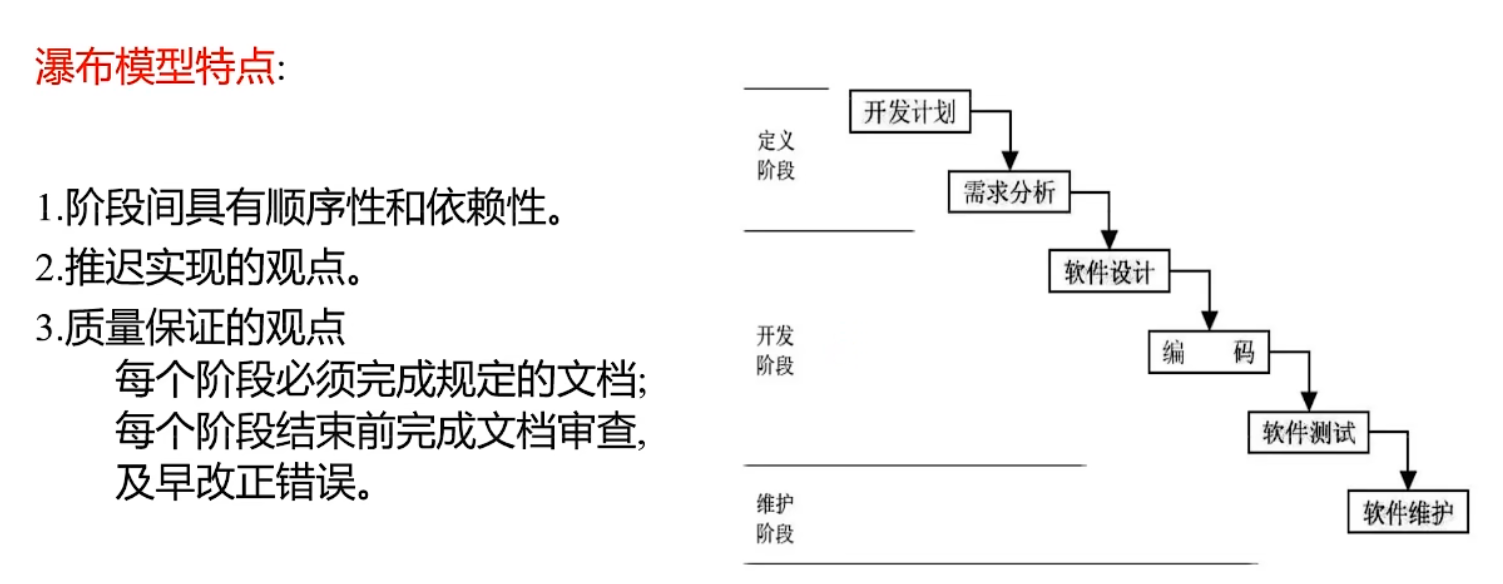 瀑布模型特点:
1.阶段间具有顺序性和依赖性。
2.推迟实现的观点。
3.质量保证的观点
每个阶段必须完成规定的文档;
每个阶段结束前完成文档审查,
及早改正错误。
定义
阶段
开发计划
需求分析
开发
阶段
软件设计
编 码
软件测试
维护
阶段
软件维护